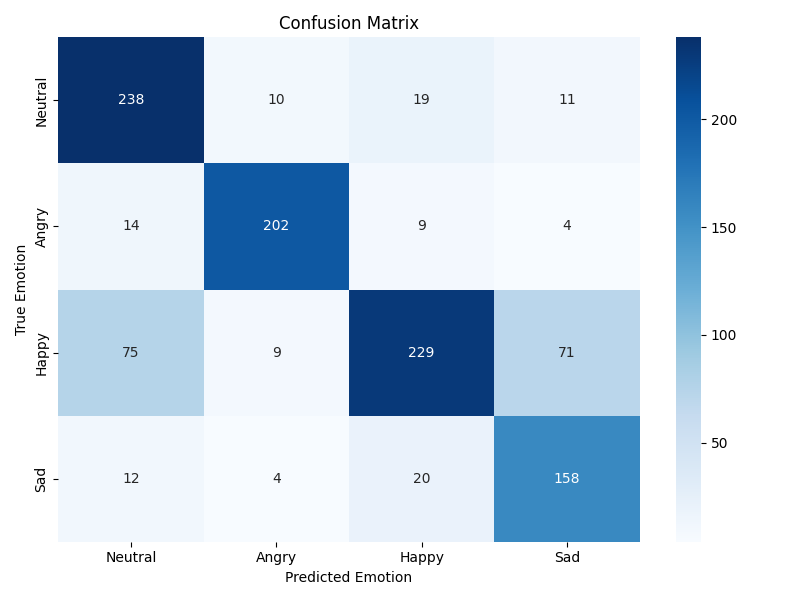 Confusion Matrix
True Emotion
Neutral 238 10 19 11
Angry 14 202 9 4
Happy 75 9 229 71
Sad 12 4 20 158
Neutral Angry Happy Sad
Predicted Emotion
200
150
100
50